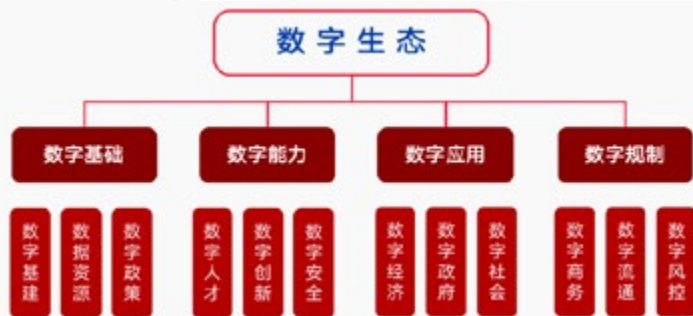 数字生态
数字基础
数字能力
数字应用
数字规制
数字基建
数据资源
数字政策
数字人才
数字创新
数字安全
数字经济
数字政府
数字社会
数字商务
数字流通
数字风控